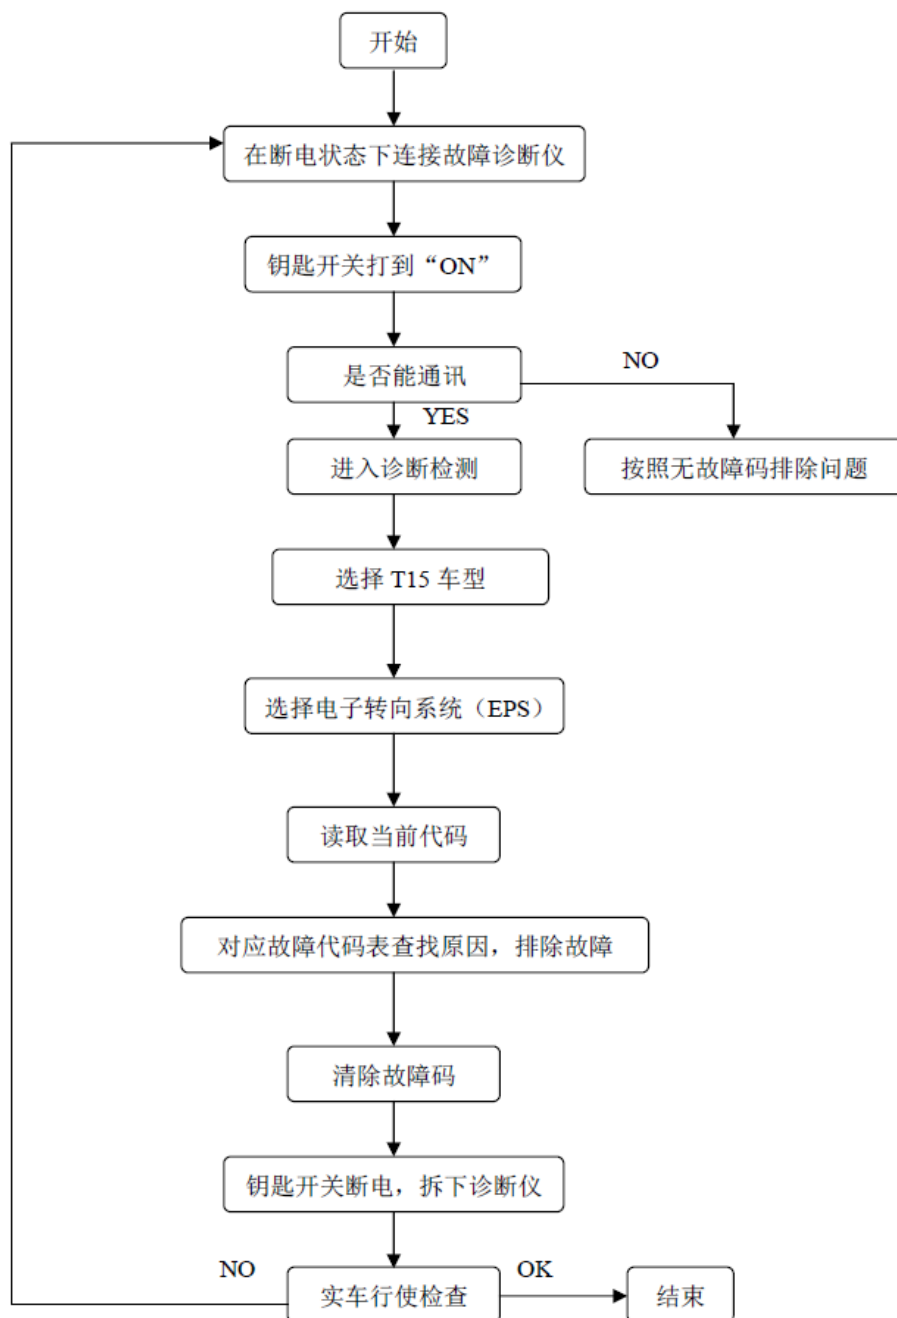 开始
在断电状态下连接故障诊断仪
钥匙开关打到“ON”
是否能通讯
NO
YES
进入诊断检测
按照无故障码排除问题
选择 T15 车型
选择电子转向系统（EPS）
读取当前代码
对应故障代码表查找原因，排除故障
清除故障码
钥匙开关断电，拆下诊断仪
NO
实车行使检查
OK
结束